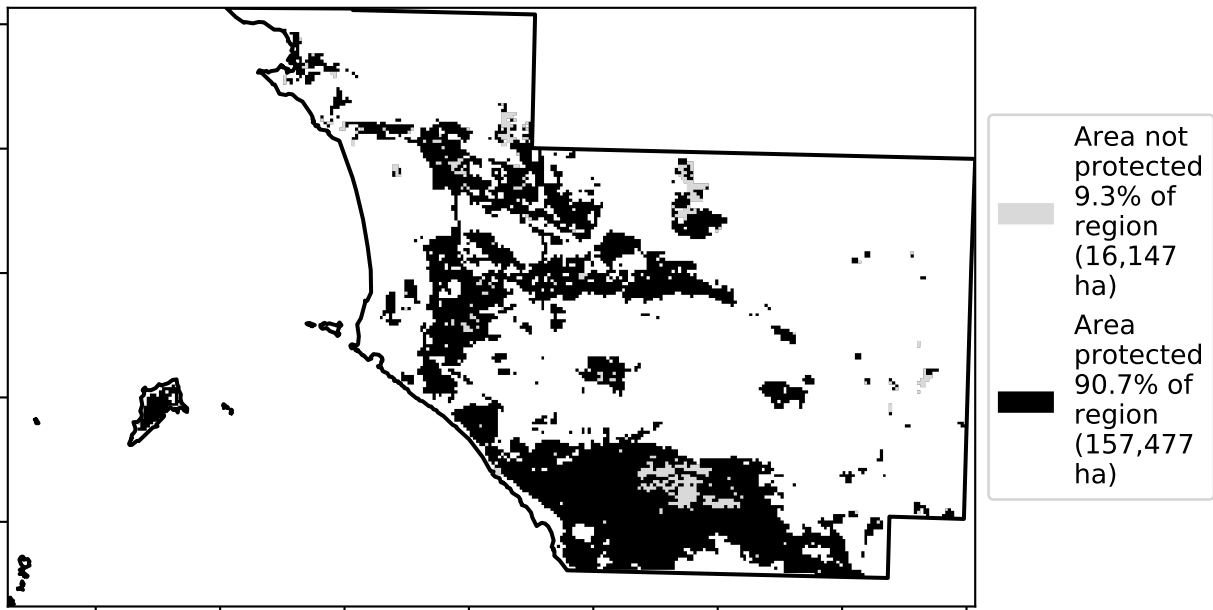 Area not
protected
9.3% of
region
(16,147
ha)
Area
protected
90.7% of
region
(157,477
ha)